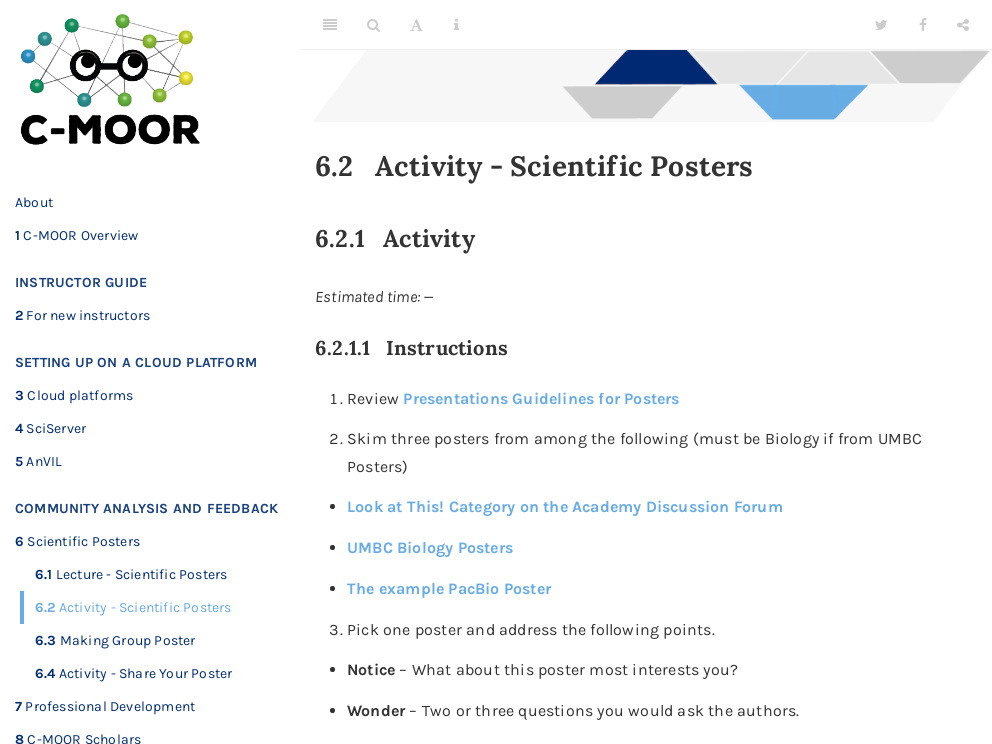 C-MOOR
About
1 C-MOOR Overview
INSTRUCTOR GUIDE
2 For new instructors
SETTING UP ON A CLOUD PLATFORM
3 Cloud platforms
4 SciServer
5 AnVIL
COMMUNITY ANALYSIS AND FEEDBACK
6 Scientific Posters
6.1 Lecture - Scientific Posters
6.2 Activity - Scientific Posters
6.3 Making Group Poster
6.4 Activity - Share Your Poster
7 Professional Development
8 C-MOOR Scholars
6.2 Activity - Scientific Posters
6.2.1 Activity
Estimated time: –
6.2.1.1 Instructions
1. Review Presentations Guidelines for Posters
2. Skim three posters from among the following (must be Biology if from UMBC
Posters)
• Look at This! Category on the Academy Discussion Forum
• UMBC Biology Posters
• The example PacBio Poster
3. Pick one poster and address the following points.
• Notice – What about this poster most interests you?
• Wonder – Two or three questions you would ask the authors.